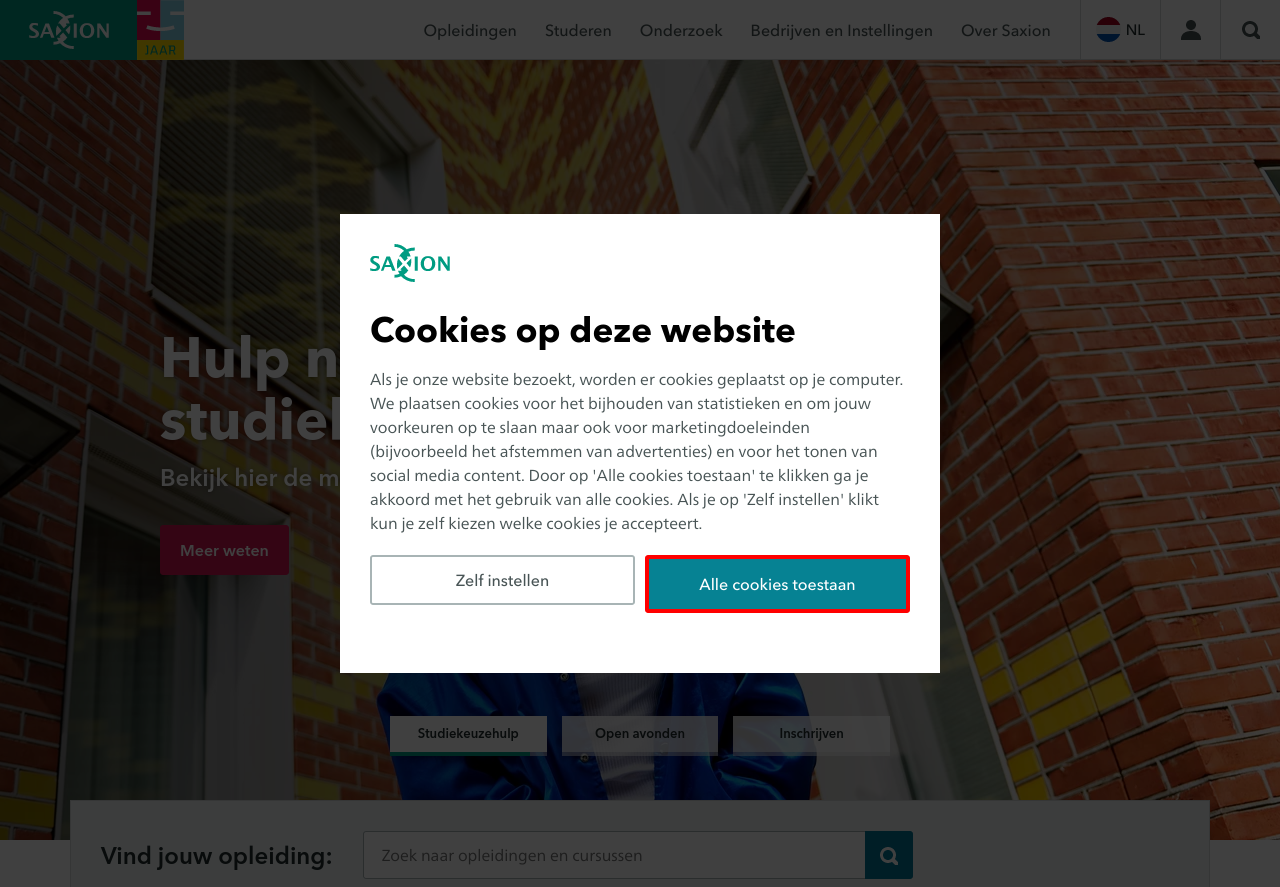 SAXION
JAAR
Opleidingen
Studeren
Onderzoek
Bedrijven en Instellingen
Over Saxion
NL
Hulp n
studiel
Bekijk hier de m
Meer weten
SAXION
Cookies op deze website
Als je onze website bezoekt, worden er cookies geplaatst op je computer.
We plaatsen cookies voor het bijhouden van statistieken en om jouw
voorkeuren op te slaan maar ook voor marketingdoeleinden
(bijvoorbeeld het afstemmen van advertenties) en voor het tonen van
social media content. Door op 'Alle cookies toestaan' te klikken ga je
akkoord met het gebruik van alle cookies. Als je op 'Zelf instellen' klikt
kun je zelf kiezen welke cookies je accepteert.
Zelf instellen
Alle cookies toestaan
Studiekeuzehulp
Open avonden
Inschrijven
Vind jouw opleiding:
Zoek naar opleidingen en cursussen